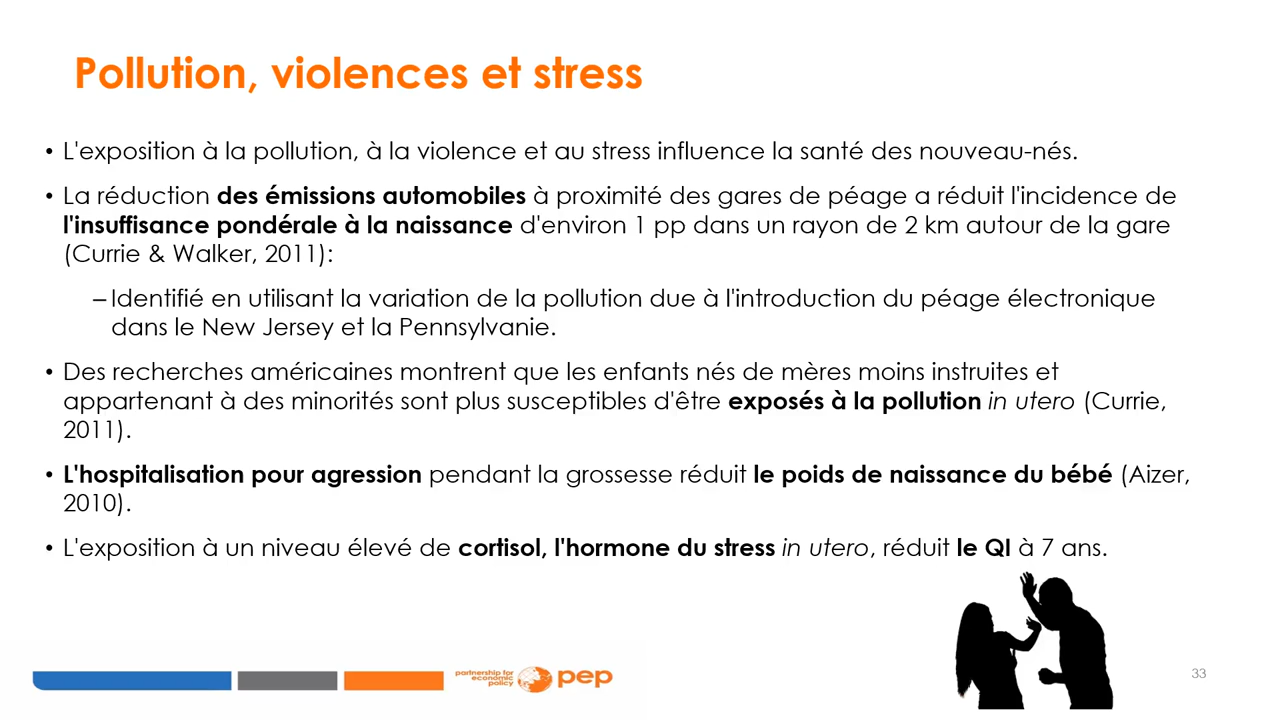 Pollution, violences et stress
• L'exposition à la pollution, à la violence et au stress influence la santé des nouveau-nés.
• La réduction des émissions automobiles à proximité des gares de péage a réduit l'incidence de
l'insuffisance pondérale à la naissance d'environ 1 pp dans un rayon de 2 km autour de la gare
(Currie & Walker, 2011):
– Identifié en utilisant la variation de la pollution due à l'introduction du péage électronique
dans le New Jersey et la Pennsylvanie.
• Des recherches américaines montrent que les enfants nés de mères moins instruites et
appartenant à des minorités sont plus susceptibles d'être exposés à la pollution in utero (Currie,
2011).
• L'hospitalisation pour agression pendant la grossesse réduit le poids de naissance du bébé (Aizer,
2010).
• L'exposition à un niveau élevé de cortisol, l'hormone du stress in utero, réduit le QI à 7 ans.
partnership for
economic
policy
pep
33